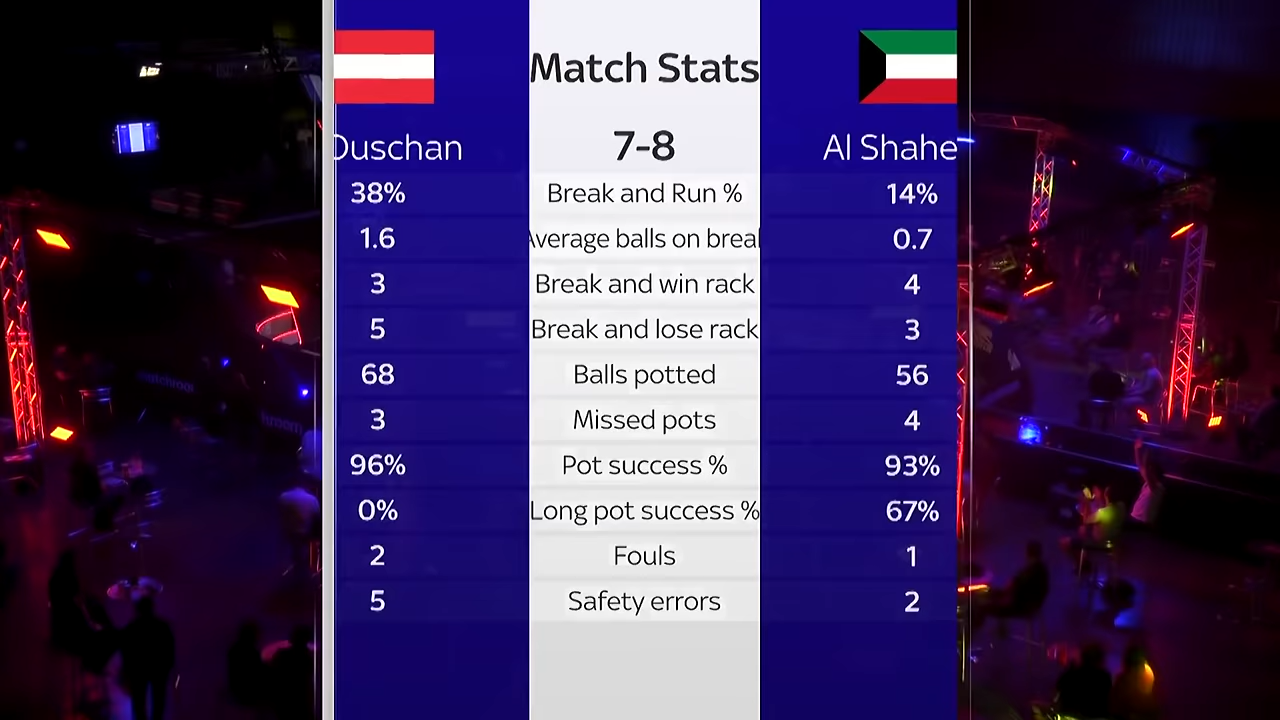 Match Stats
Duschan 7-8 Al Shahe
38% Break and Run % 14%
1.6 Average balls on break 0.7
3 Break and win rack 4
5 Break and lose rack 3
68 Balls potted 56
3 Missed pots 4
96% Pot success % 93%
0% Long pot success % 67%
2 Fouls 1
5 Safety errors 2